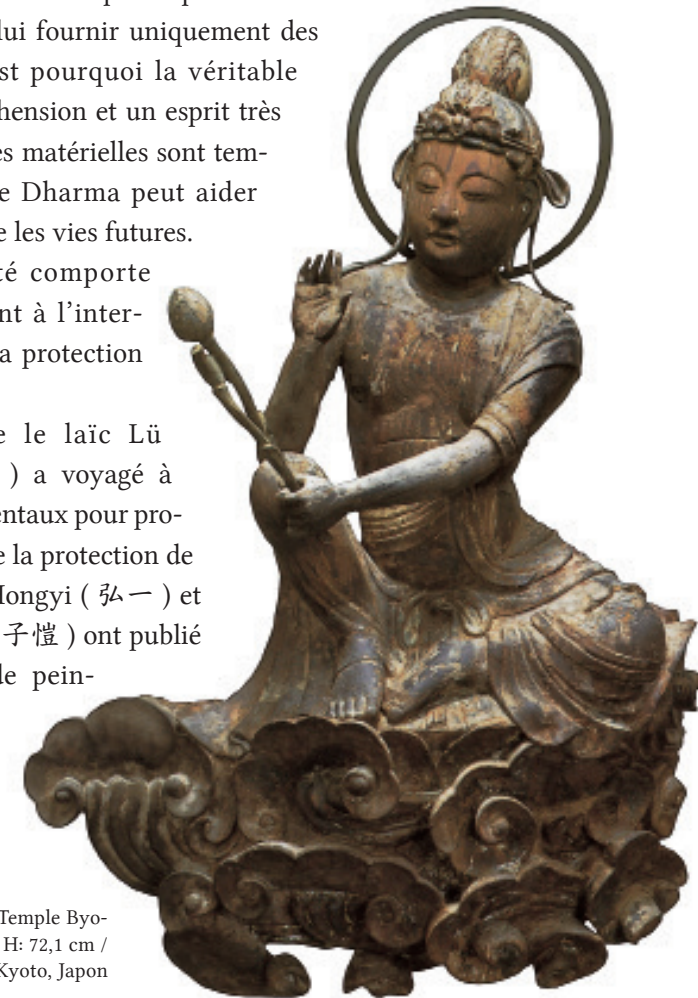 lui fournir uniquement des
st pourquoi la véritable
hension et un esprit très
es matérielles sont tem-
e Dharma peut aider
e les vies futures.
té comporte
nt à l’inter-
a protection
e le laïc Lü
) a voyagé à
entaux pour pro-
e la protection de
Hongyi ( 弘一 ) et
子愷 ) ont publié
de pein-
Temple Byo-
H: 72,1 cm /
Kyoto, Japon